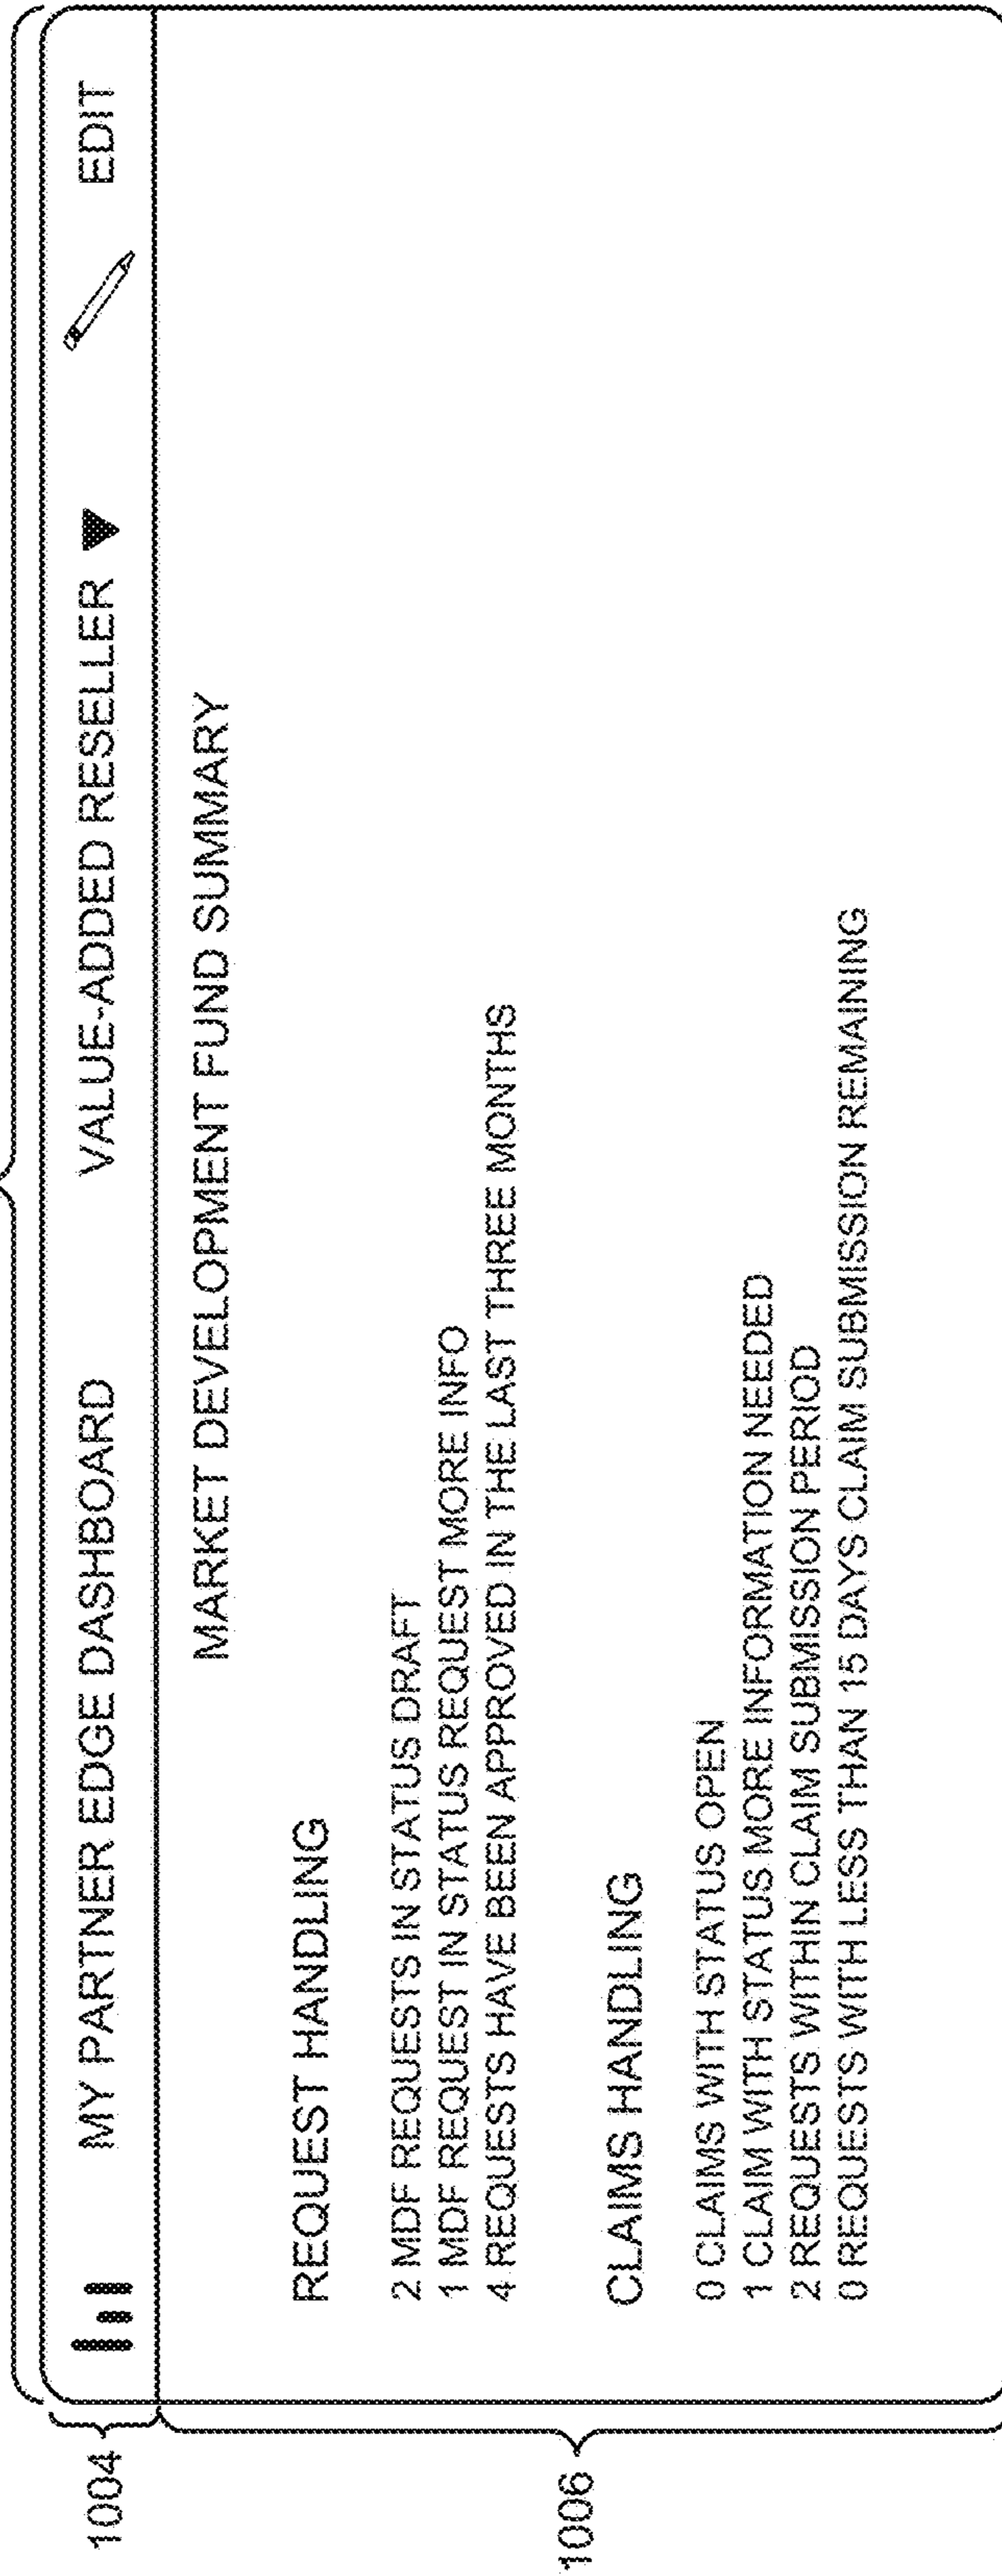 1004
MY PARTNER EDGE DASHBOARD VALUE-ADDED RESELLER EDIT
1006
MARKET DEVELOPMENT FUND SUMMARY
REQUEST HANDLING
2 MDF REQUESTS IN STATUS DRAFT
1 MDF REQUEST IN STATUS REQUEST MORE INFO
4 REQUESTS HAVE BEEN APPROVED IN THE LAST THREE MONTHS
CLAIMS HANDLING
0 CLAIMS WITH STATUS OPEN
1 CLAIM WITH STATUS MORE INFORMATION NEEDED
2 REQUESTS WITHIN CLAIM SUBMISSION PERIOD
0 REQUESTS WITH LESS THAN 15 DAYS CLAIM SUBMISSION REMAINING